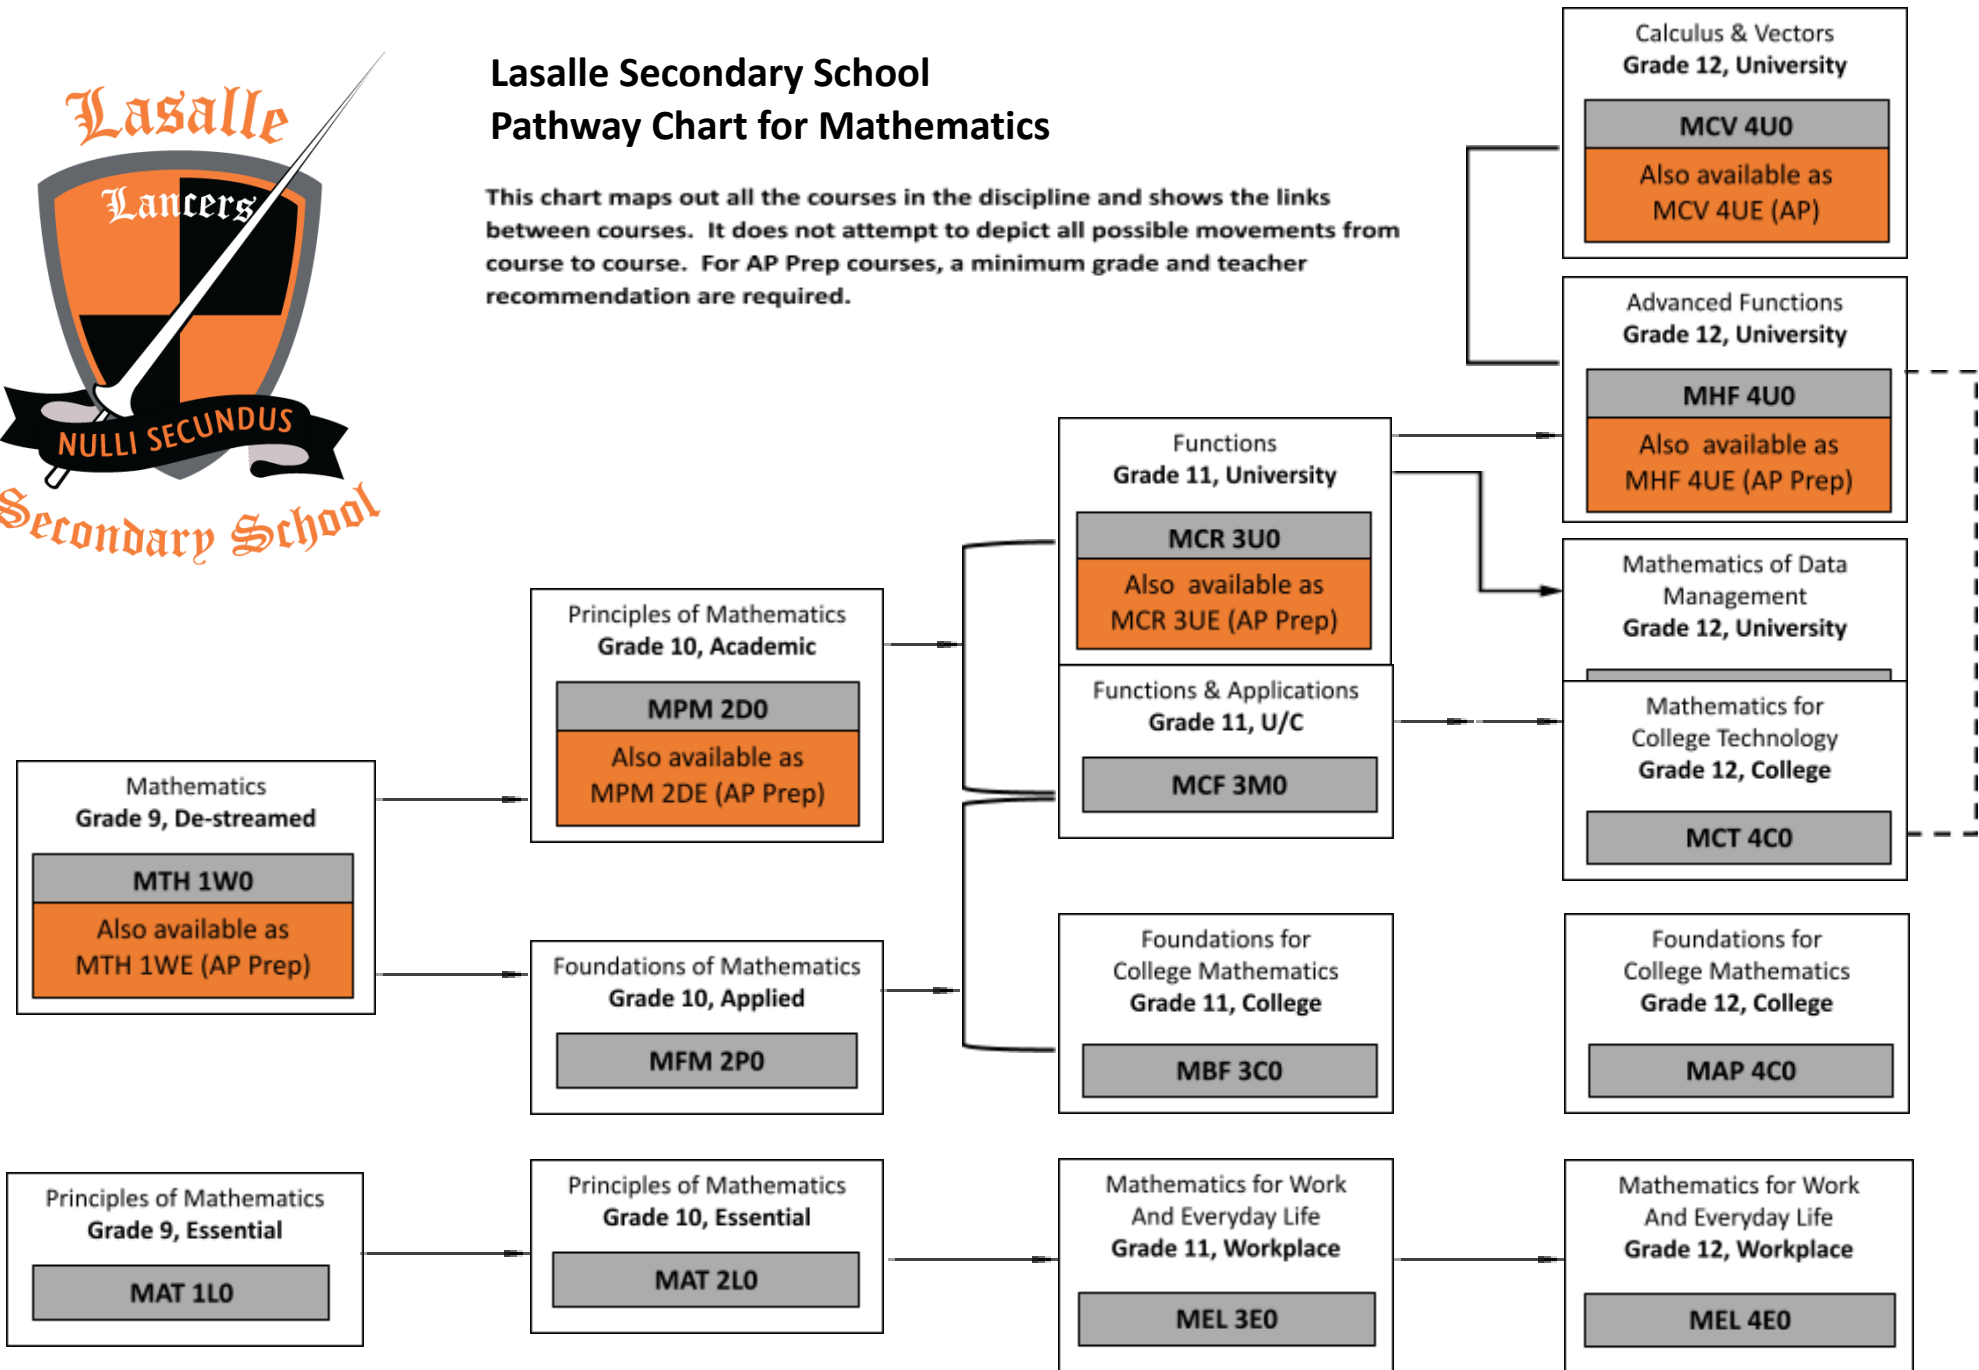 Lasalle
Lancers
NULLI SECUNDUS
Secondary School
Lasalle Secondary School
Pathway Chart for Mathematics
This chart maps out all the courses in the discipline and shows the links
between courses.  It does not attempt to depict all possible movements from
course to course.  For AP Prep courses, a minimum grade and teacher
recommendation are required.
Mathematics
Grade 9, De-streamed
MTH 1W0
Also available as
MTH 1WE (AP Prep)
Principles of Mathematics
Grade 9, Essential
MAT 1L0
Principles of Mathematics
Grade 10, Academic
MPM 2D0
Also available as
MPM 2DE (AP Prep)
Foundations of Mathematics
Grade 10, Applied
MFM 2P0
Principles of Mathematics
Grade 10, Essential
MAT 2L0
Functions
Grade 11, University
MCR 3U0
Also  available as
MCR 3UE (AP Prep)
Functions & Applications
Grade 11, U/C
MCF 3M0
Foundations for
College Mathematics
Grade 11, College
MBF 3C0
Mathematics for Work
And Everyday Life
Grade 11, Workplace
MEL 3E0
Calculus & Vectors
Grade 12, University
MCV 4U0
Also available as
MCV 4UE (AP)
Advanced Functions
Grade 12, University
MHF 4U0
Also  available as
MHF 4UE (AP Prep)
Mathematics of Data
Management
Grade 12, University
Mathematics for
College Technology
Grade 12, College
MCT 4C0
Foundations for
College Mathematics
Grade 12, College
MAP 4C0
Mathematics for Work
And Everyday Life
Grade 12, Workplace
MEL 4E0